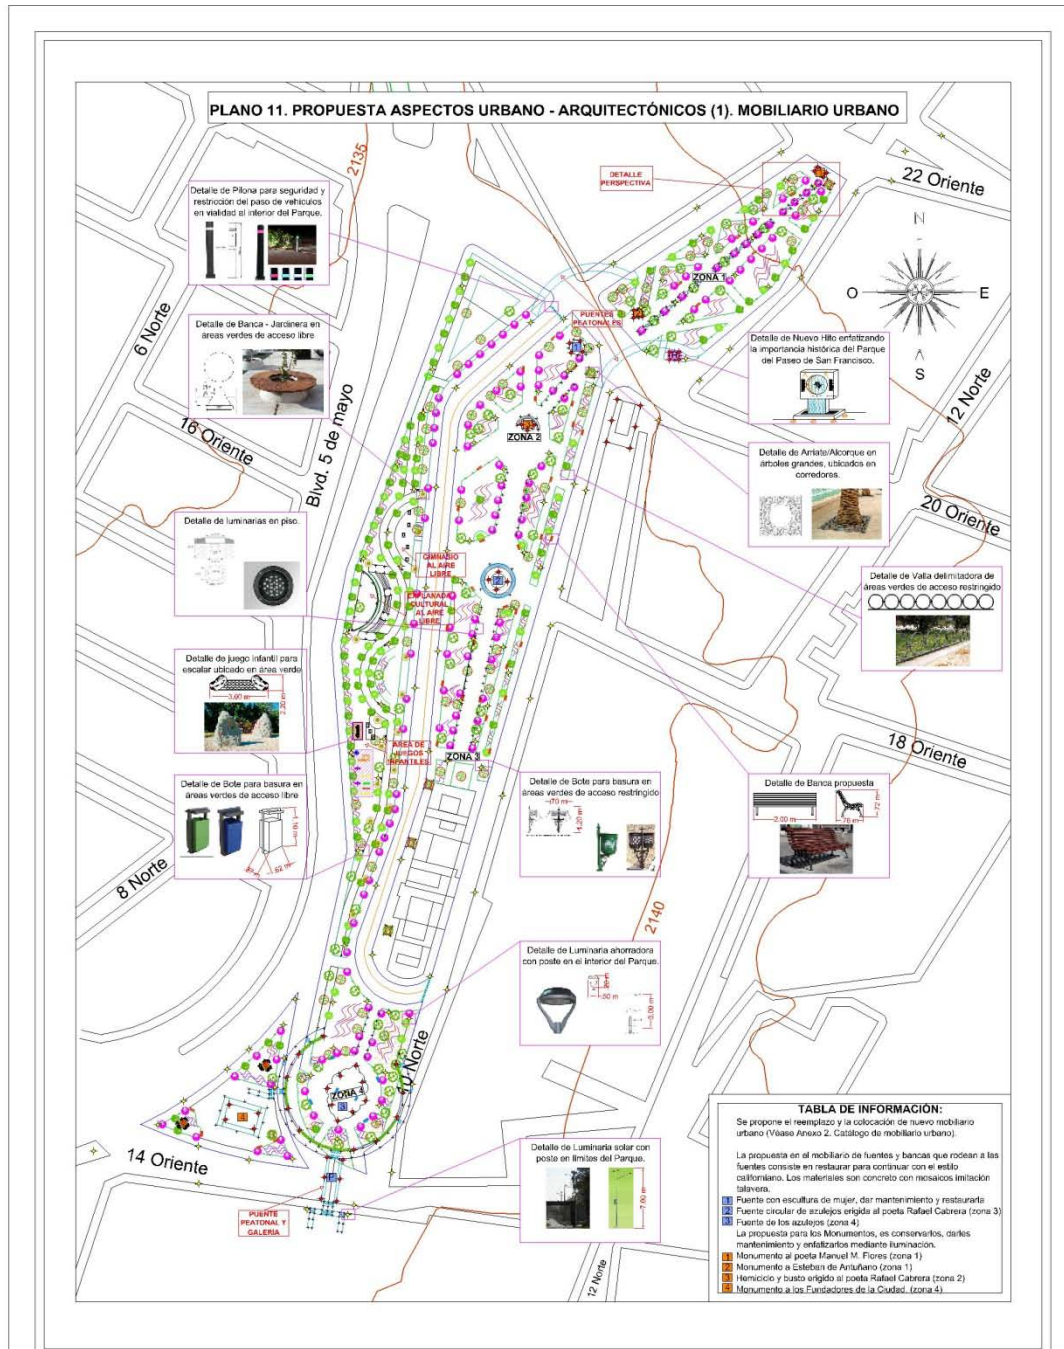 PLANO 11. PROPUESTA ASPECTOS URBANO - ARQUITECTÓNICOS (1). MOBILIARIO URBANO
2135
DETALLE
PERSPECTIVA
22 Oriente
Detalle de Pilona para seguridad y
restricción del paso de vehículos
en vialidad al interior del Parque.
N
O
E
A
S
ZONA 1
6 Norte
PUENTES
PEATONALES
1
Detalle de Banca - Jardinera en
áreas verdes de acceso libre
Detalle de Nuevo Hito enfatizando
la importancia histórica del Parque
del Paseo de San Francisco.
12 Norte
16 Oriente
Blvd. 5 de mayo
ZONA 2
Detalle de Arriate/Alcorque en
árboles grandes, ubicados en
corredores.
20 Oriente
Detalle de luminarias en piso.
GIMNASIO
AL AIRE
LIBRE
2
EXPLANADA
CULTURAL
AL AIRE
LIBRE
Detalle de Valla delimitadora de
áreas verdes de acceso restringido
Detalle de juego infantil para
escalar ubicado en área verde
3.00 m
2.20 m
AREA DE
JUEGOS
INFANTILES
ZONA 3
18 Oriente
Detalle de Bote para basura en
áreas verdes de acceso libre
.52 m
Detalle de Bote para basura en
áreas verdes de acceso restringido
.70 m
1.20 m
Detalle de Banca propuesta
2.00 m
.76 m
.72 m
8 Norte
2140
Detalle de Luminaria ahorradora
con poste en el interior del Parque.
.50 m
10 Norte
ZONA 4
3
4
14 Oriente
Detalle de Luminaria solar con
poste en límites del Parque.
7.00 m
PUENTE
PEATONAL Y
GALERÍA
12 Norte
TABLA DE INFORMACIÓN:
Se propone el reemplazo y la colocación de nuevo mobiliario
urbano (Véase Anexo 2. Catálogo de mobiliario urbano).
La propuesta en el mobiliario de fuentes y bancas que rodean a las
fuentes consiste en restaurar para continuar con el estilo
californiano. Los materiales son concreto con mosaicos imitación
talavera.
1 Fuente con escultura de mujer, dar mantenimiento y restaurarla
2 Fuente circular de azulejos erigida al poeta Rafael Cabrera (zona 3)
3 Fuente de los azulejos (zona 4)
La propuesta para los Monumentos, es conservarlos, darles
mantenimiento y enfatizarlos mediante iluminación.
1 Monumento al poeta Manuel M. Flores (zona 1)
2 Monumento a Esteban de Antuñano (zona 1)
3 Hemiciclo y busto erigido al poeta Rafael Cabrera (zona 2)
4 Monumento a los Fundadores de la Ciudad. (zona 4)